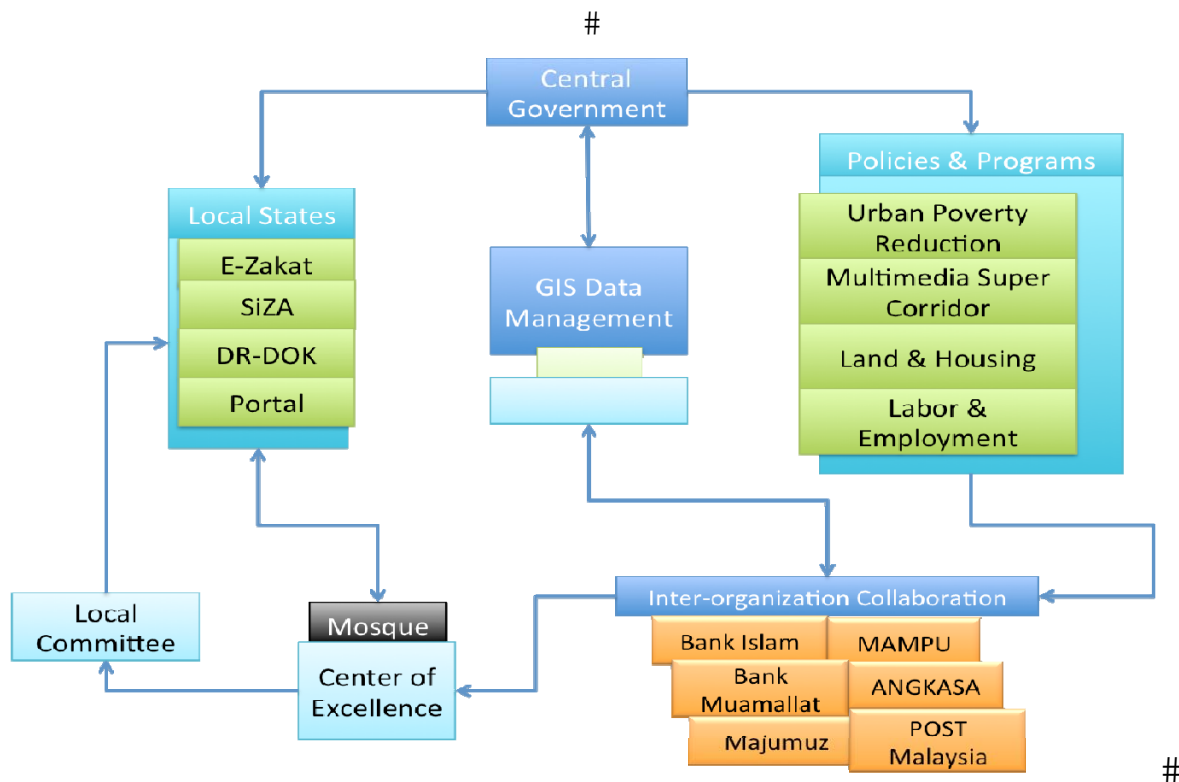 #
Central
Government
Policies & Programs
Local States
Urban Poverty
Reduction
E-Zakat
GIS Data
Management
Multimedia Super
Corridor
SiZA
DR-DOK
Land & Housing
Portal
Labor &
Employment
Local
Committee
Mosque
Center of
Excellence
Inter-organization Collaboration
Bank Islam
MAMPU
Bank
Muamallat
ANGKASA
Majumuz
POST
Malaysia
#